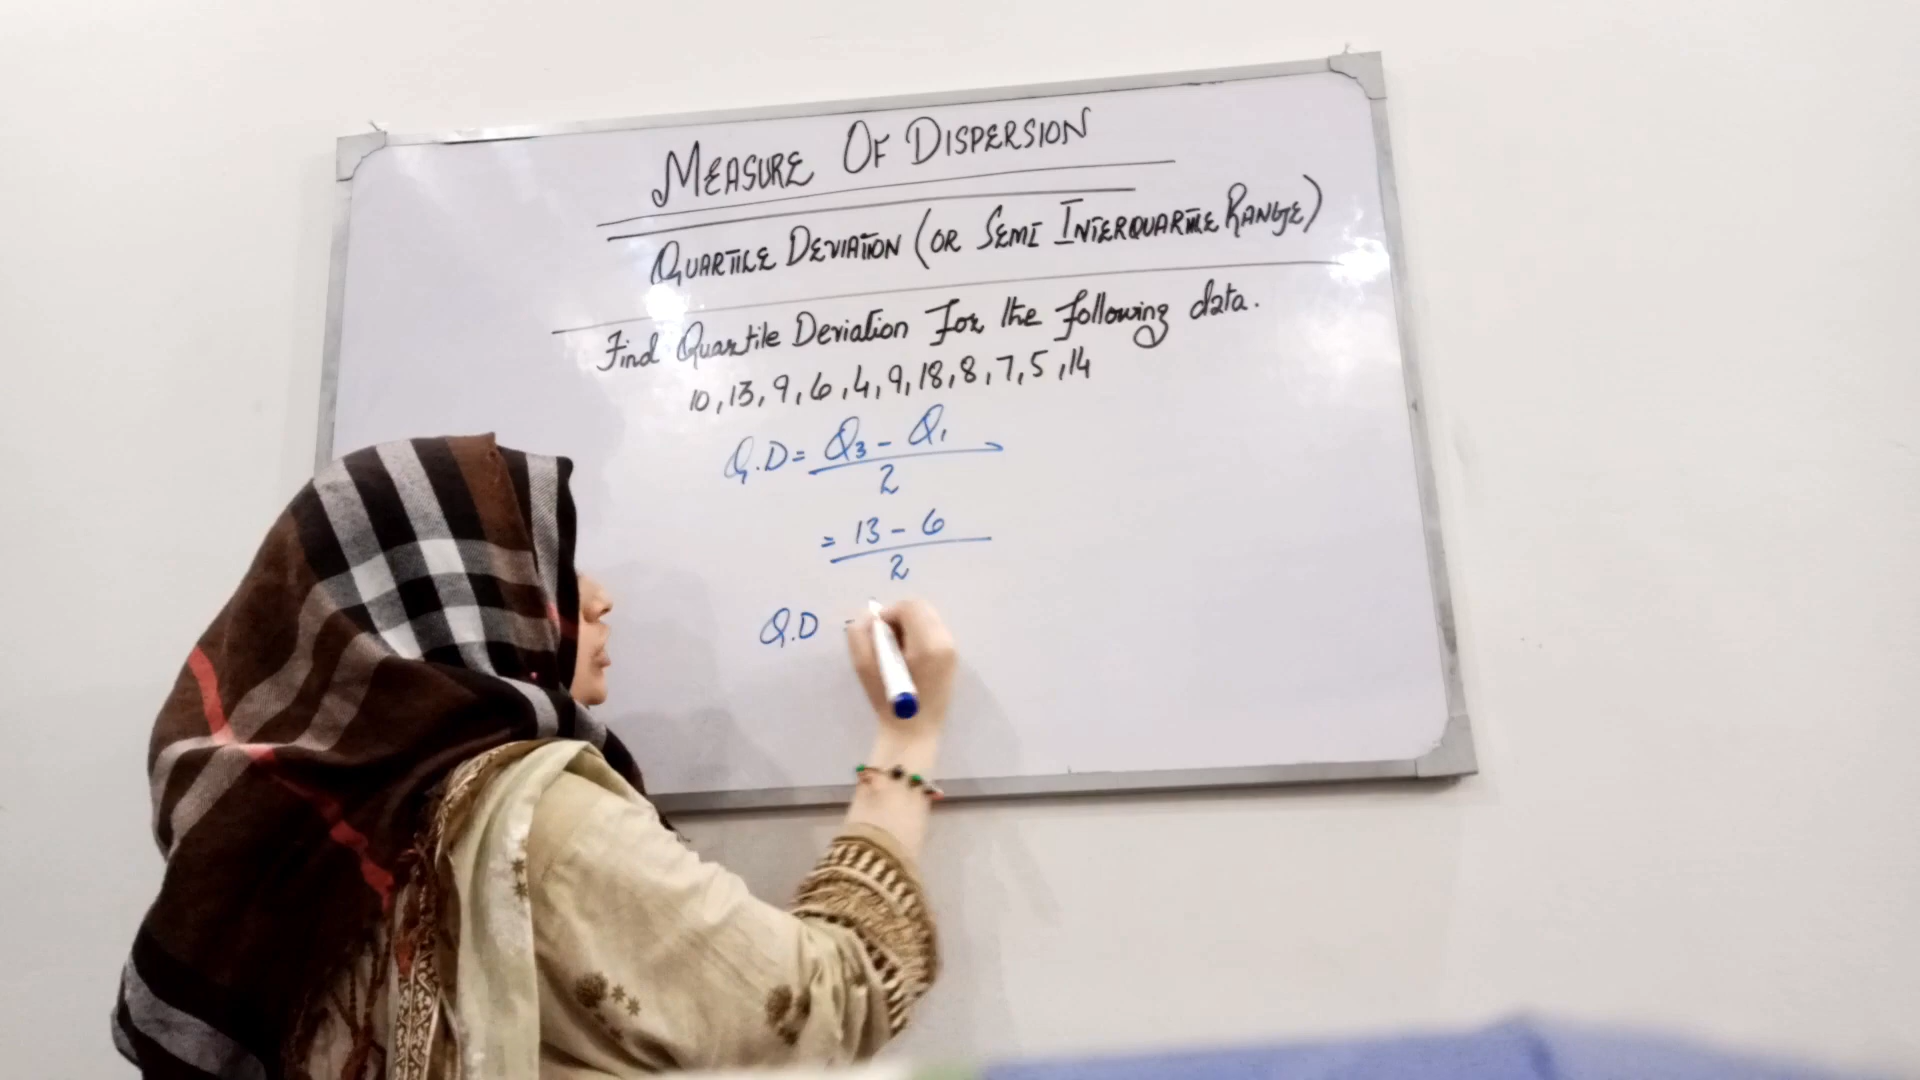 MEASURE OF DISPERSION
QUARTILE DEVIATION (OR SEMI INTERQUARTILE RANGE)
Find Quartile Deviation For the following data.
10, 13, 9, 6, 4, 9, 18, 8, 7, 5, 14
Q.D = Q₃ - Q₁
2
= 13 - 6
2
Q.D =